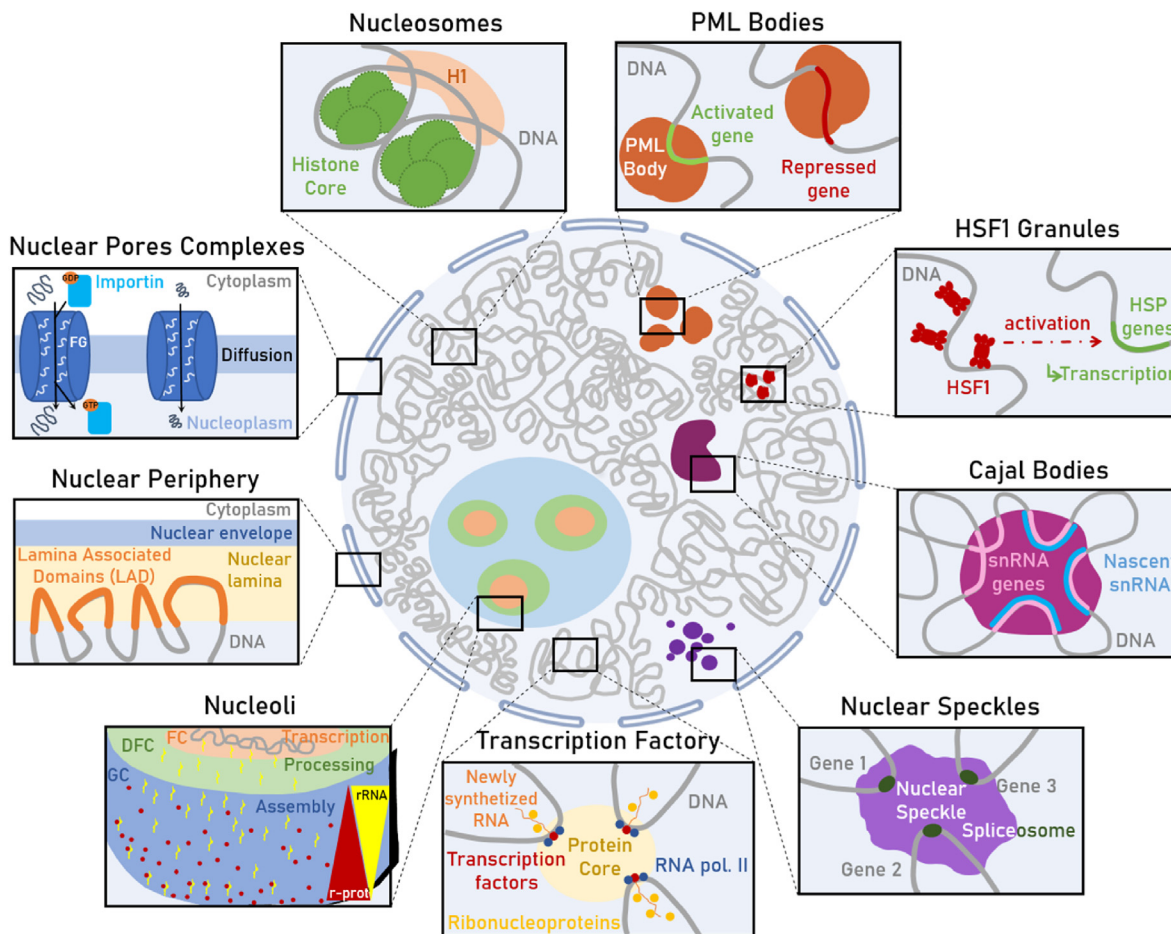 Nucleosomes
H1
DNA
Histone
Core
PML Bodies
DNA
Activated
gene
PML
Body
Repressed
gene
Nuclear Pores Complexes
GDP
Importin
Cytoplasm
FG
Diffusion
GTP
Nucleoplasm
HSF1 Granules
DNA
HSP
genes
activation
HSF1
Transcription
Nuclear Periphery
Cytoplasm
Nuclear envelope
Lamina Associated
Domains (LAD)
Nuclear
lamina
DNA
Cajal Bodies
snRNA
genes
Nascen
snRNA
DNA
Nucleoli
FC
Transcription
DFC
Processing
GC
Assembly
rRNA
r-prot
Transcription Factory
Newly
synthetized
RNA
DNA
Protein
Core
Transcription
factors
RNA pol. II
Ribonucleoproteins
Nuclear Speckles
Gene 1
Nuclear
Speckle
Gene 3
Spliceosome
Gene 2